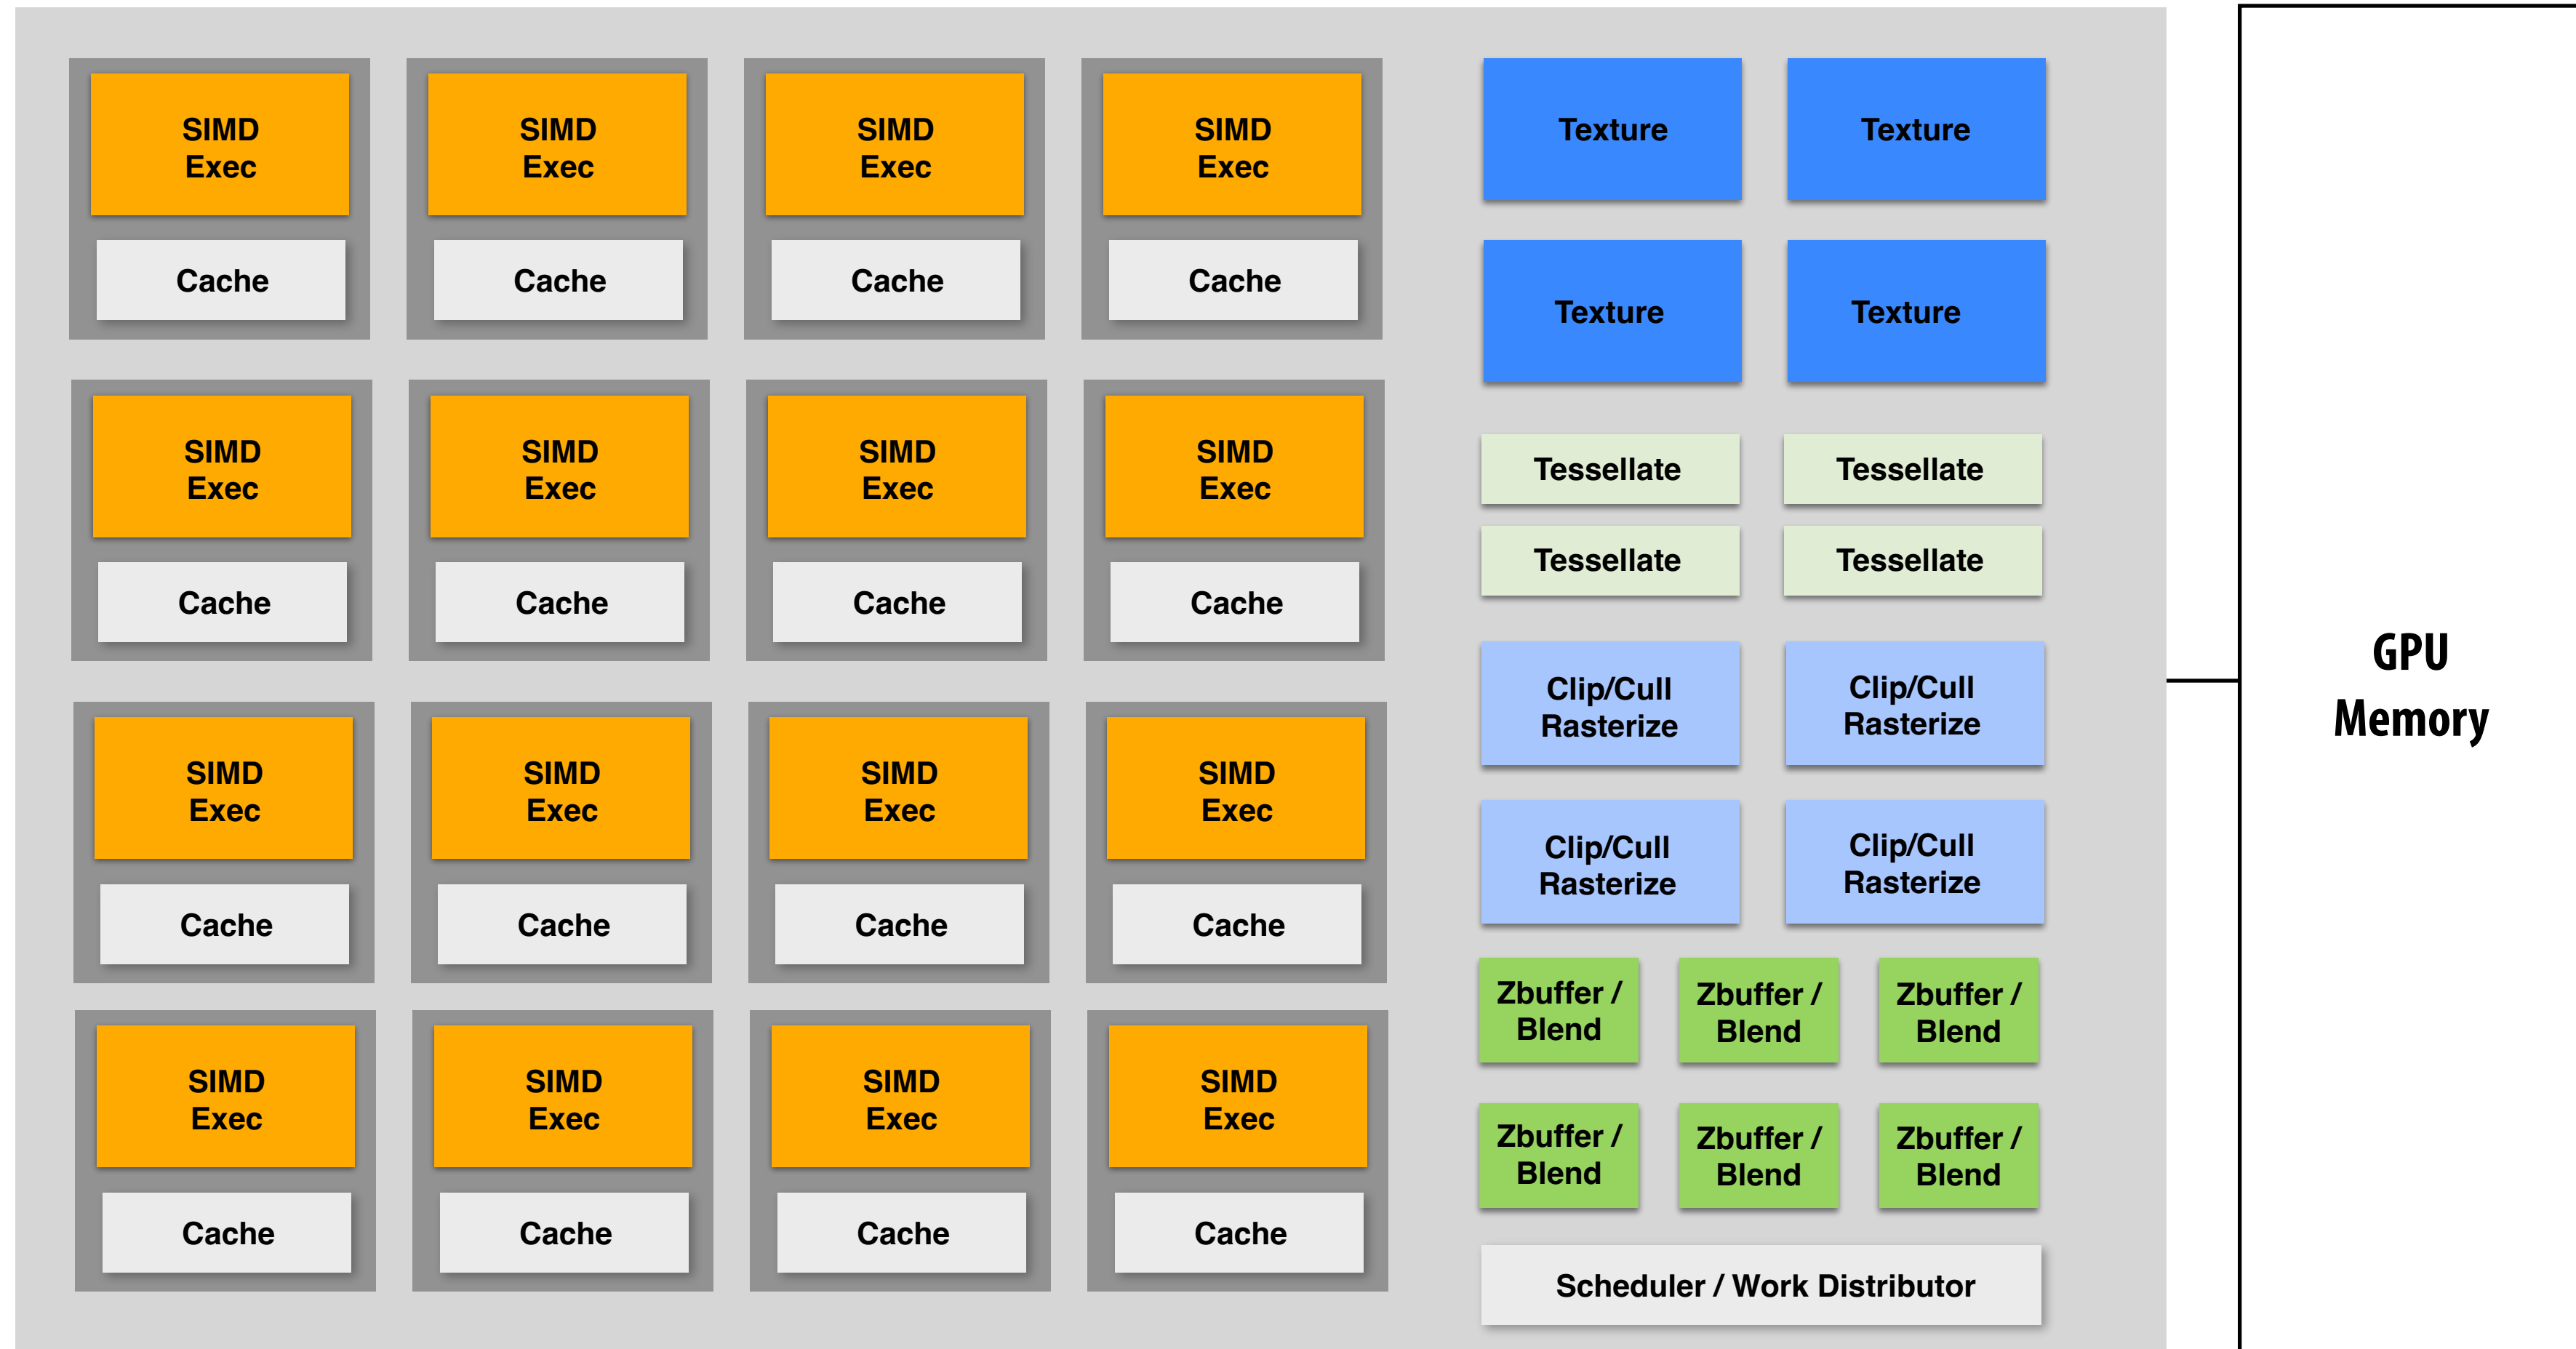 SIMD
Exec
Cache
SIMD
Exec
Cache
SIMD
Exec
Cache
SIMD
Exec
Cache
SIMD
Exec
Cache
SIMD
Exec
Cache
SIMD
Exec
Cache
SIMD
Exec
Cache
SIMD
Exec
Cache
SIMD
Exec
Cache
SIMD
Exec
Cache
SIMD
Exec
Cache
SIMD
Exec
Cache
SIMD
Exec
Cache
SIMD
Exec
Cache
SIMD
Exec
Cache
Texture
Texture
Texture
Texture
Tessellate
Tessellate
Tessellate
Tessellate
Clip/Cull
Rasterize
Clip/Cull
Rasterize
Clip/Cull
Rasterize
Clip/Cull
Rasterize
Zbuffer /
Blend
Zbuffer /
Blend
Zbuffer /
Blend
Zbuffer /
Blend
Zbuffer /
Blend
Zbuffer /
Blend
Scheduler / Work Distributor
GPU
Memory